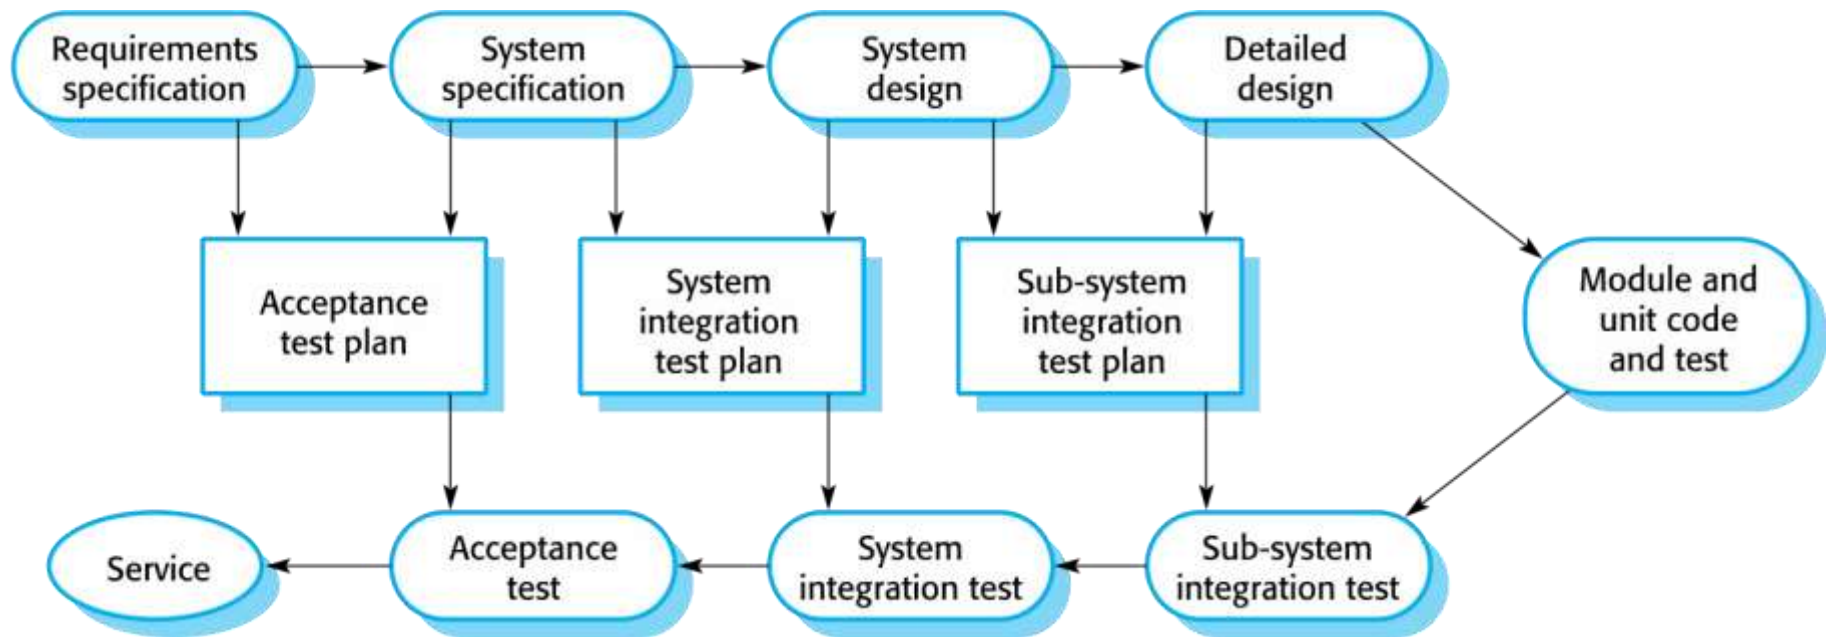 Requirements
specification
System
specification
System
design
Detailed
design
Acceptance
test plan
System
integration
test plan
Sub-system
integration
test plan
Module and
unit code
and test
Service
Acceptance
test
System
integration test
Sub-system
integration test